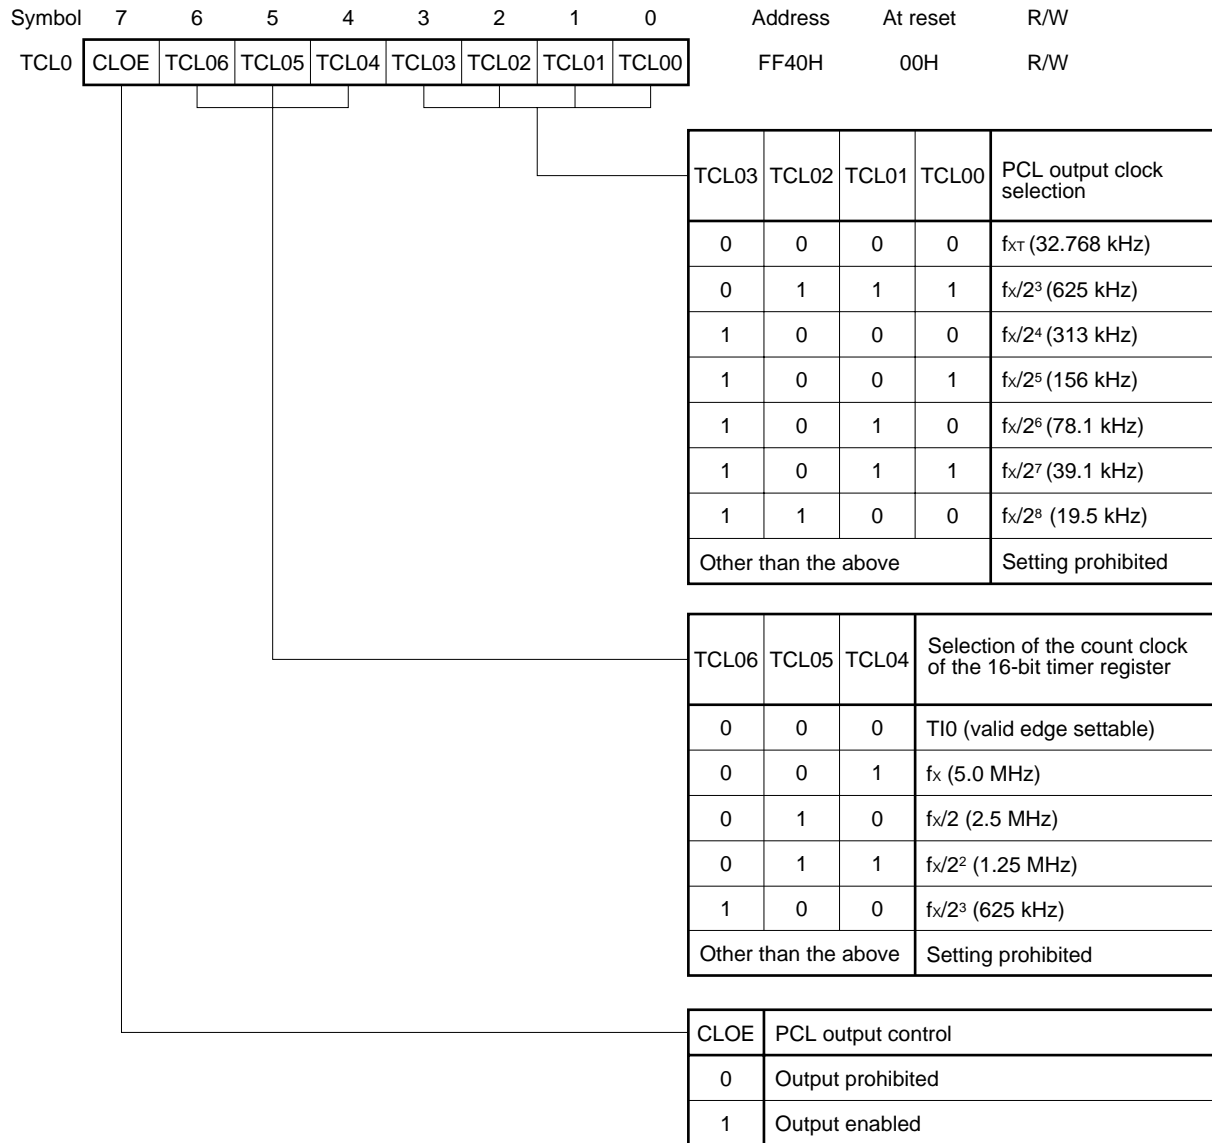 Symbol 7 6 5 4 3 2 1 0 Address At reset R/W
TCL0 CLOE TCL06 TCL05 TCL04 TCL03 TCL02 TCL01 TCL00 FF40H 00H R/W
TCL03 TCL02 TCL01 TCL00 PCL output clock
selection
0 0 0 0 fXT (32.768 kHz)
0 1 1 1 fX/2³ (625 kHz)
1 0 0 0 fX/2⁴ (313 kHz)
1 0 0 1 fX/2⁵ (156 kHz)
1 0 1 0 fX/2⁶ (78.1 kHz)
1 0 1 1 fX/2⁷ (39.1 kHz)
1 1 0 0 fX/2⁸ (19.5 kHz)
Other than the above Setting prohibited
TCL06 TCL05 TCL04 Selection of the count clock
of the 16-bit timer register
0 0 0 TI0 (valid edge settable)
0 0 1 fX (5.0 MHz)
0 1 0 fX/2 (2.5 MHz)
0 1 1 fX/2² (1.25 MHz)
1 0 0 fX/2³ (625 kHz)
Other than the above Setting prohibited
CLOE PCL output control
0 Output prohibited
1 Output enabled